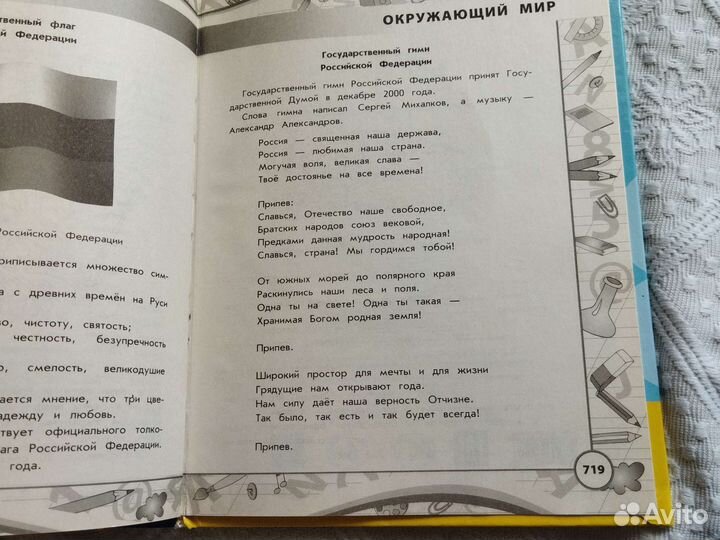 твенный флаг
Федерации
Российской Федерации
риписывается множество сим-
а с древних времён на Руси
во, чистоту, святость;
честность, безупречность
о, смелость, великодушие
ается мнение, что три цве-
адежду и любовь.
твует официального толко-
ага Российской Федерации.
года.
ОКРУЖАЮЩИЙ МИР
Государственный гимн
Российской Федерации
Государственный гимн Российской Федерации принят Госу-
дарственной Думой в декабре 2000 года.
Слова гимна написал Сергей Михалков, а музыку —
Александр Александров.
Россия — священная наша держава,
Россия — любимая наша страна.
Могучая воля, великая слава —
Твоё достоянье на все времена!
Припев:
Славься, Отечество наше свободное,
Братских народов союз вековой,
Предками данная мудрость народная!
Славься, страна! Мы гордимся тобой!
От южных морей до полярного края
Раскинулись наши леса и поля.
Одна ты на свете! Одна ты такая —
Хранимая Богом родная земля!
Припев.
Широкий простор для мечты и для жизни
Грядущие нам открывают года.
Нам силу даёт наша верность Отчизне.
Так было, так есть и так будет всегда!
Припев.
719
Avito